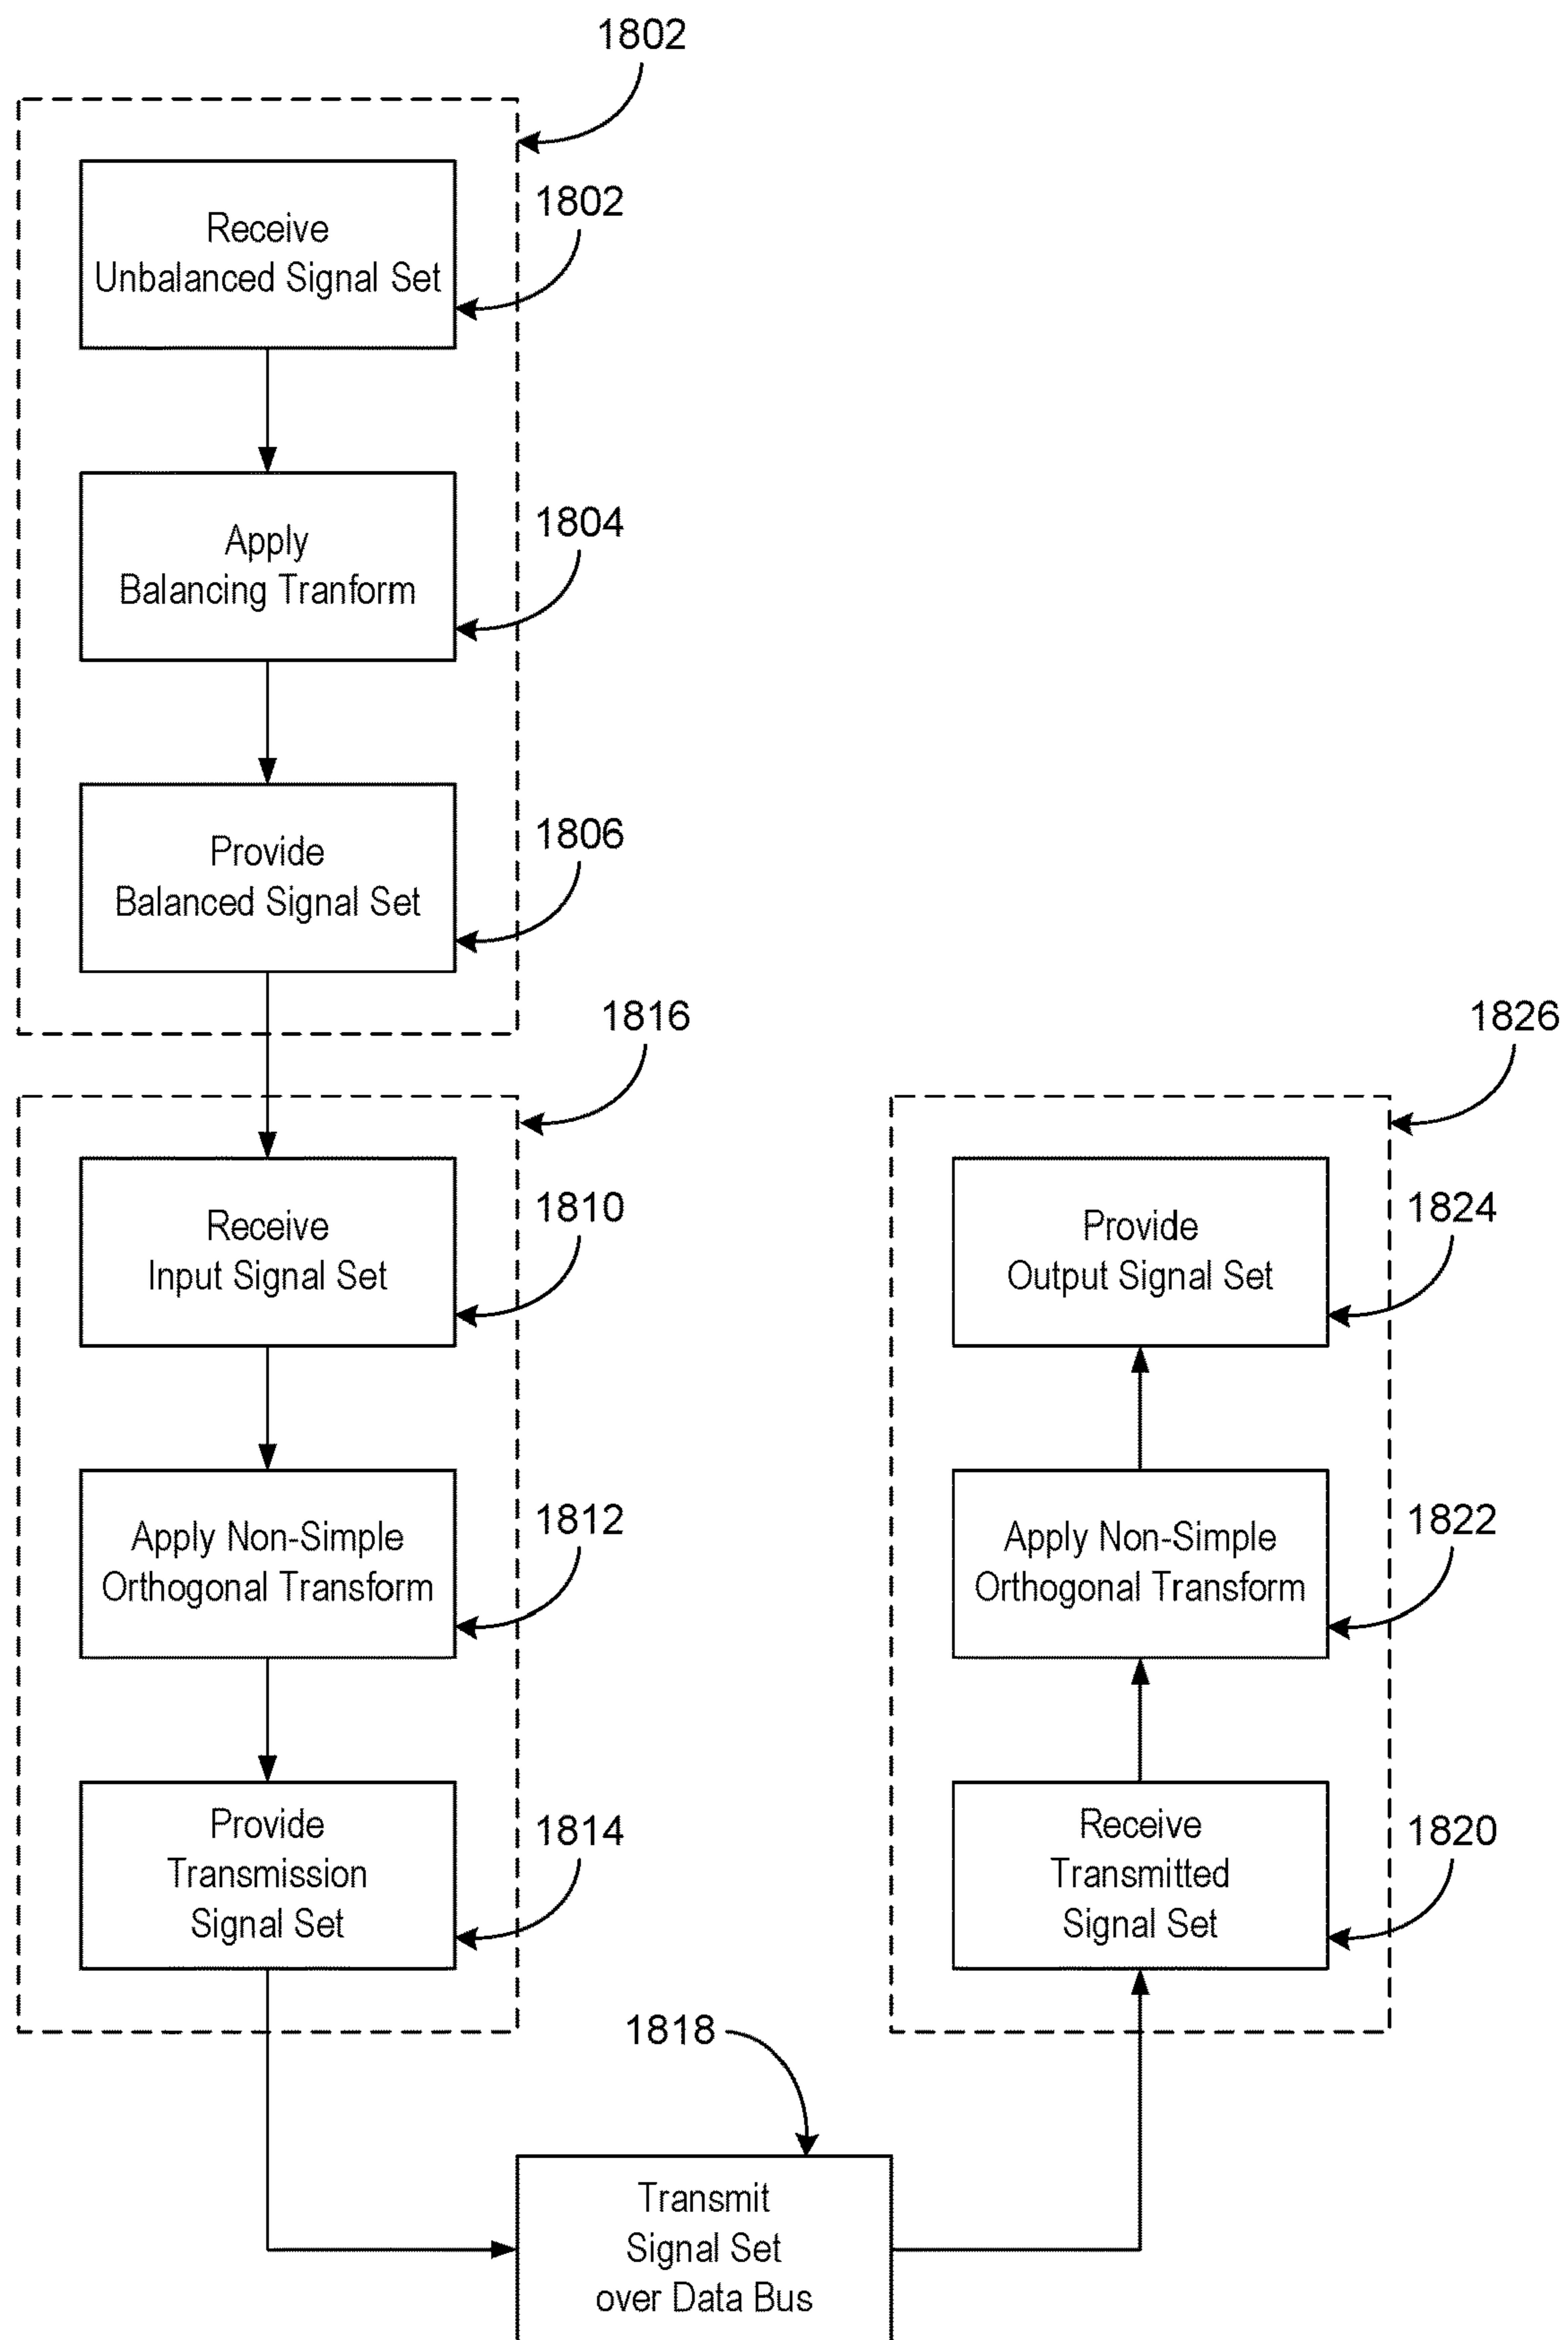 1802
Receive
Unbalanced Signal Set
1802
Apply
Balancing Tranform
1804
Provide
Balanced Signal Set
1806
1816
Receive
Input Signal Set
1810
Apply Non-Simple
Orthogonal Transform
1812
Provide
Transmission
Signal Set
1814
1818
Transmit
Signal Set
over Data Bus
1826
Provide
Output Signal Set
1824
Apply Non-Simple
Orthogonal Transform
1822
Receive
Transmitted
Signal Set
1820